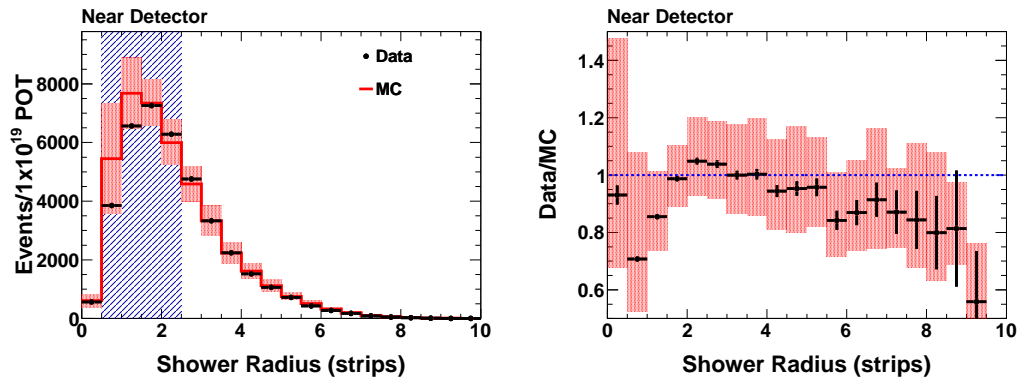 Near Detector
Events/1x10^19 POT
8000
6000
4000
2000
0
Data
MC
0 2 4 6 8 10
Shower Radius (strips)
Near Detector
Data/MC
1.4
1.2
1
0.8
0.6
0 2 4 6 8 10
Shower Radius (strips)